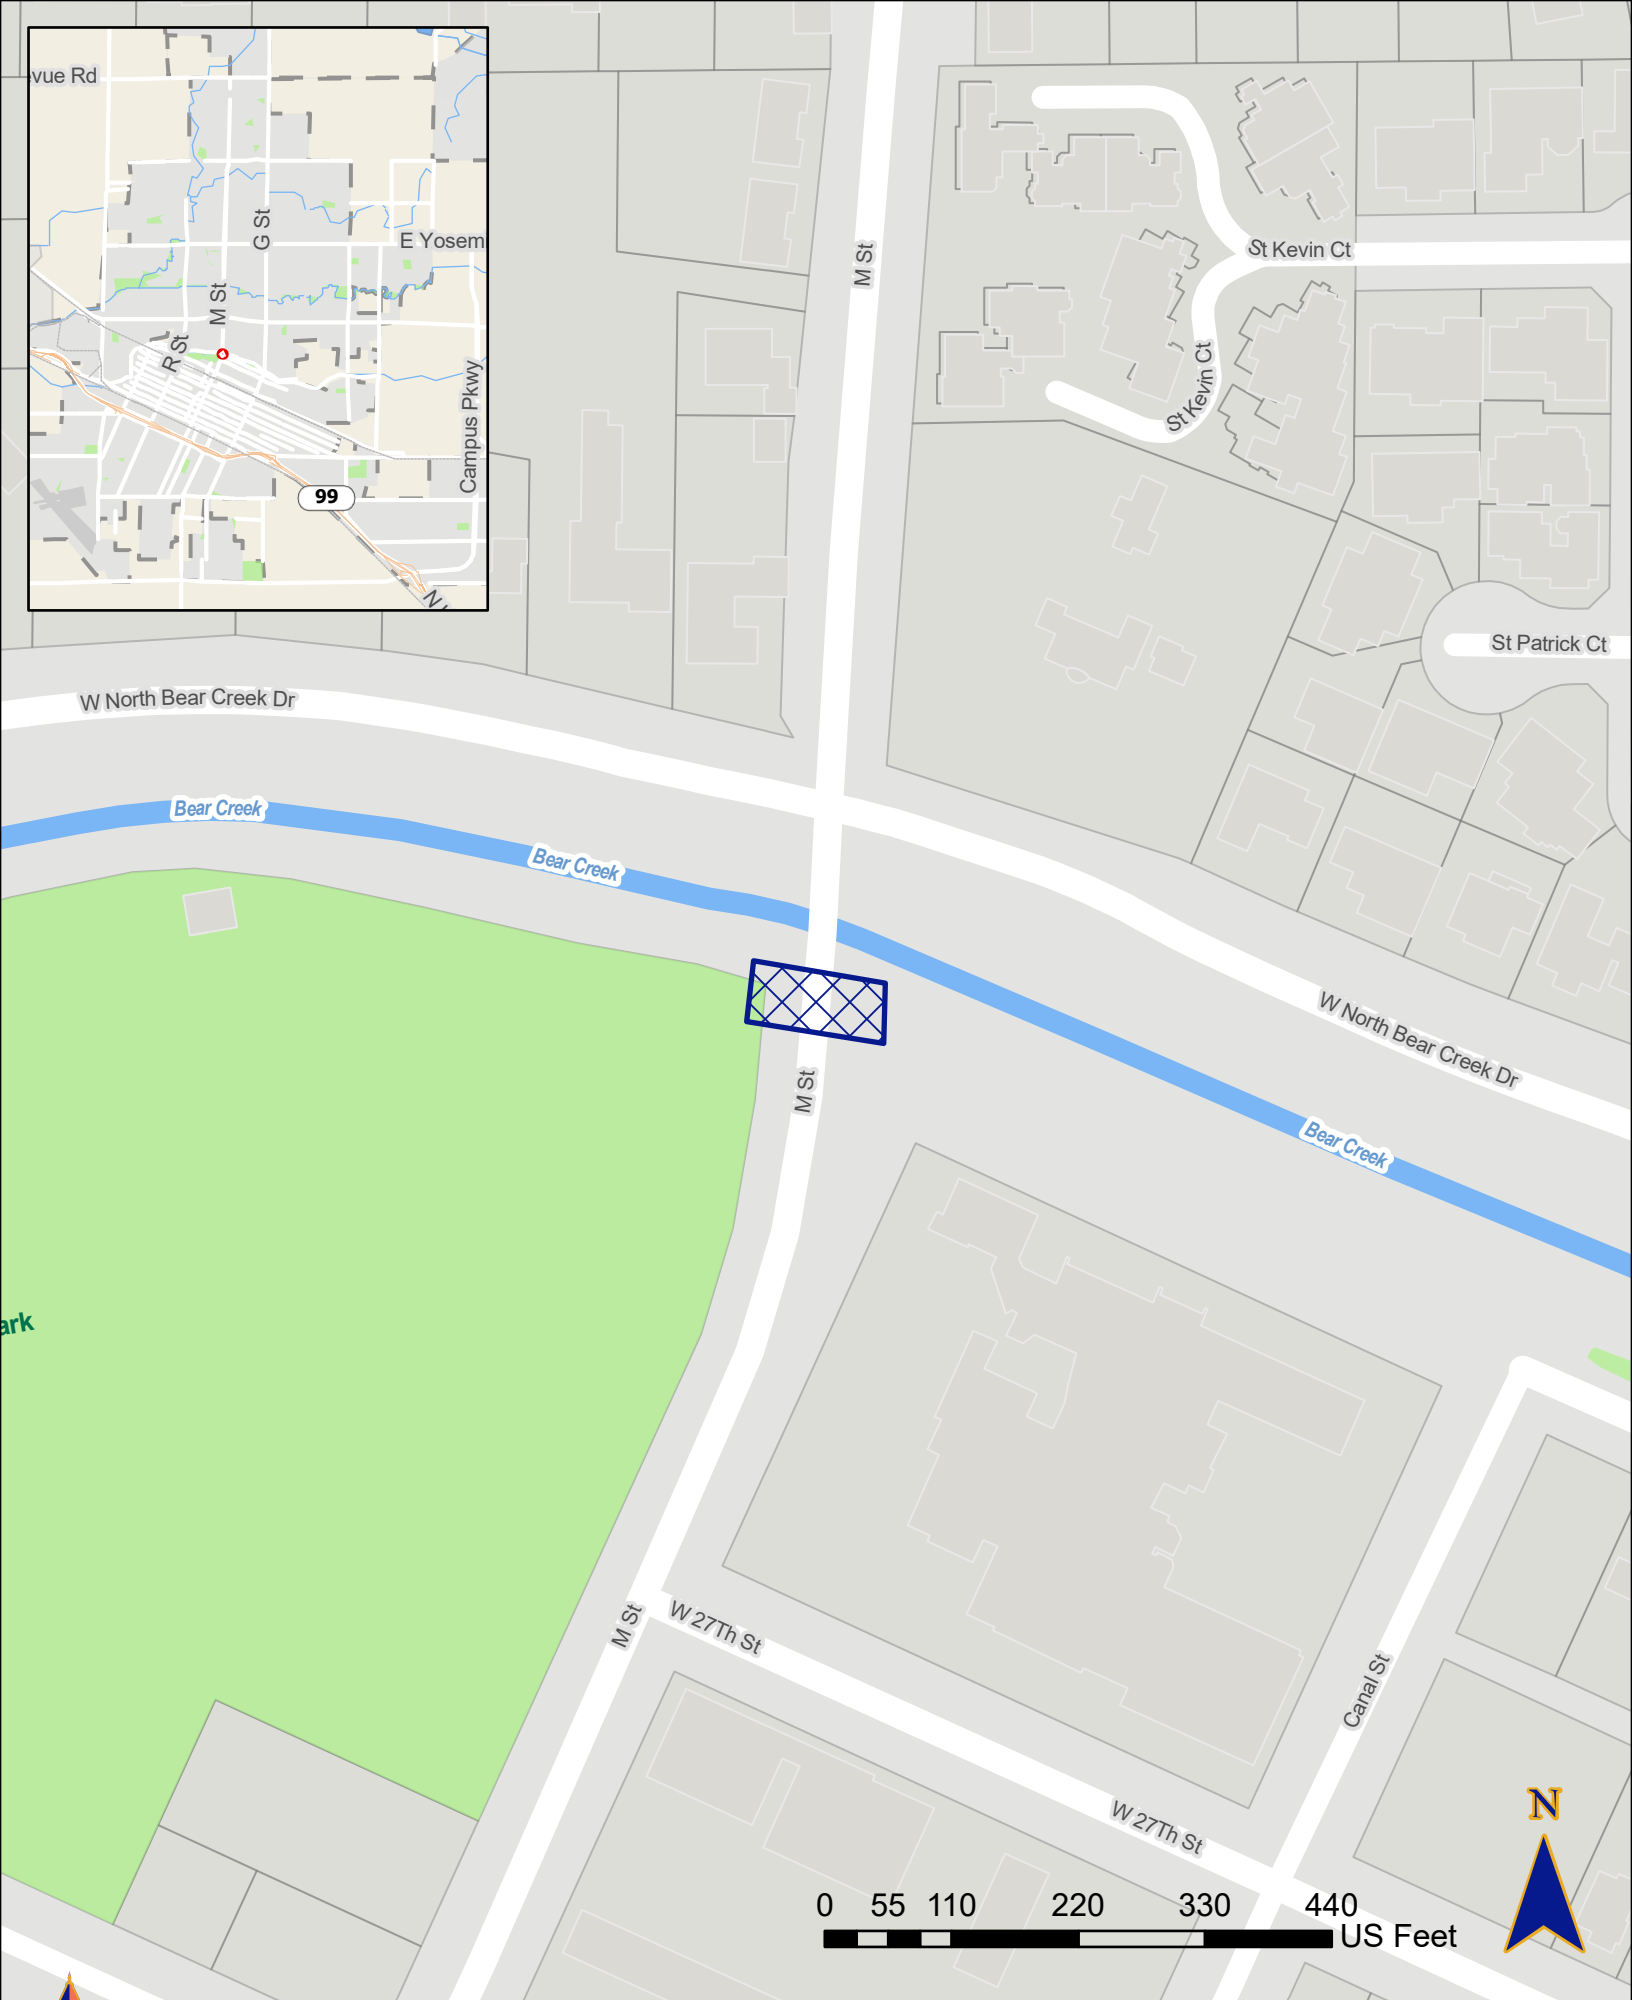 vue Rd
G St
E Yosem
M St
R St
Campus Pkwy
99
M St
St Kevin Ct
St Kevin Ct
St Patrick Ct
W North Bear Creek Dr
Bear Creek
Bear Creek
W North Bear Creek Dr
M St
Bear Creek
ark
M St
W 27Th St
Canal St
W 27Th St
N
0 55 110 220 330 440
US Feet